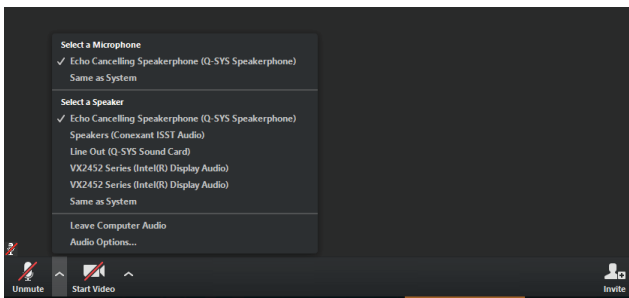 Select a Microphone
✓ Echo Cancelling Speakerphone (Q-SYS Speakerphone)
Same as System
Select a Speaker
✓ Echo Cancelling Speakerphone (Q-SYS Speakerphone)
Speakers (Conexant ISST Audio)
Line Out (Q-SYS Sound Card)
VX2452 Series (Intel(R) Display Audio)
VX2452 Series (Intel(R) Display Audio)
Same as System
Leave Computer Audio
Audio Options...
Unmute
Start Video
Invite